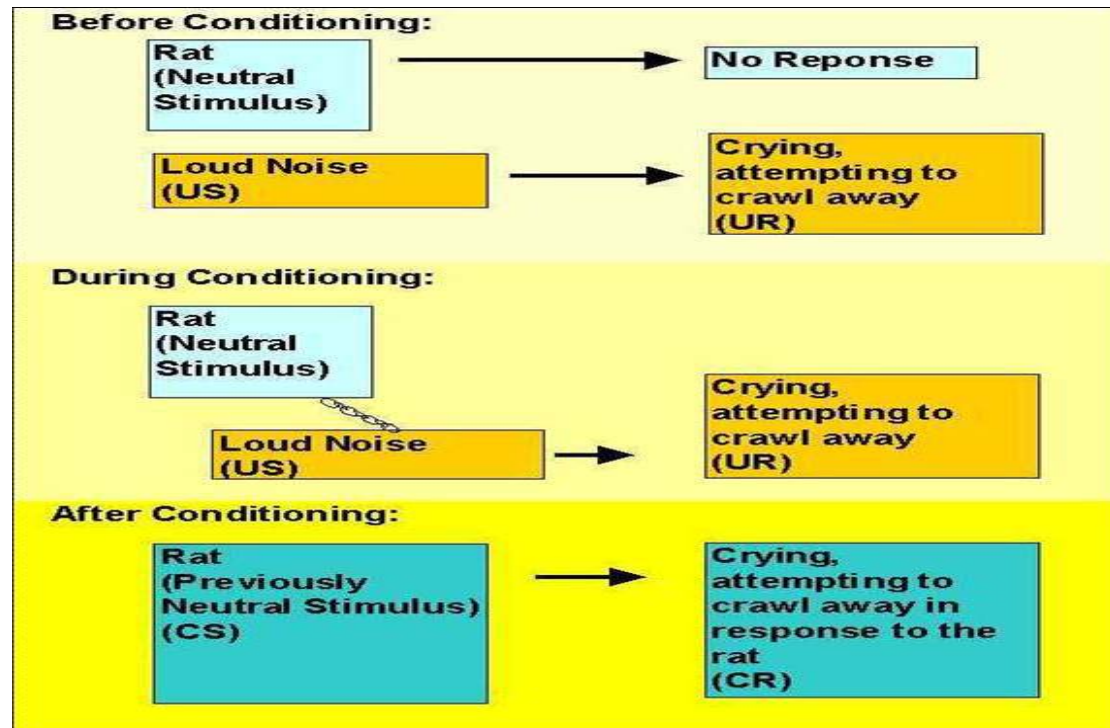 Before Conditioning:
Rat
(Neutral
Stimulus)
No Reponse
Loud Noise
(US)
Crying,
attempting to
crawl away
(UR)
During Conditioning:
Rat
(Neutral
Stimulus)
Loud Noise
(US)
Crying,
attempting to
crawl away
(UR)
After Conditioning:
Rat
(Previously
Neutral Stimulus)
(CS)
Crying,
attempting to
crawl away in
response to the
rat
(CR)